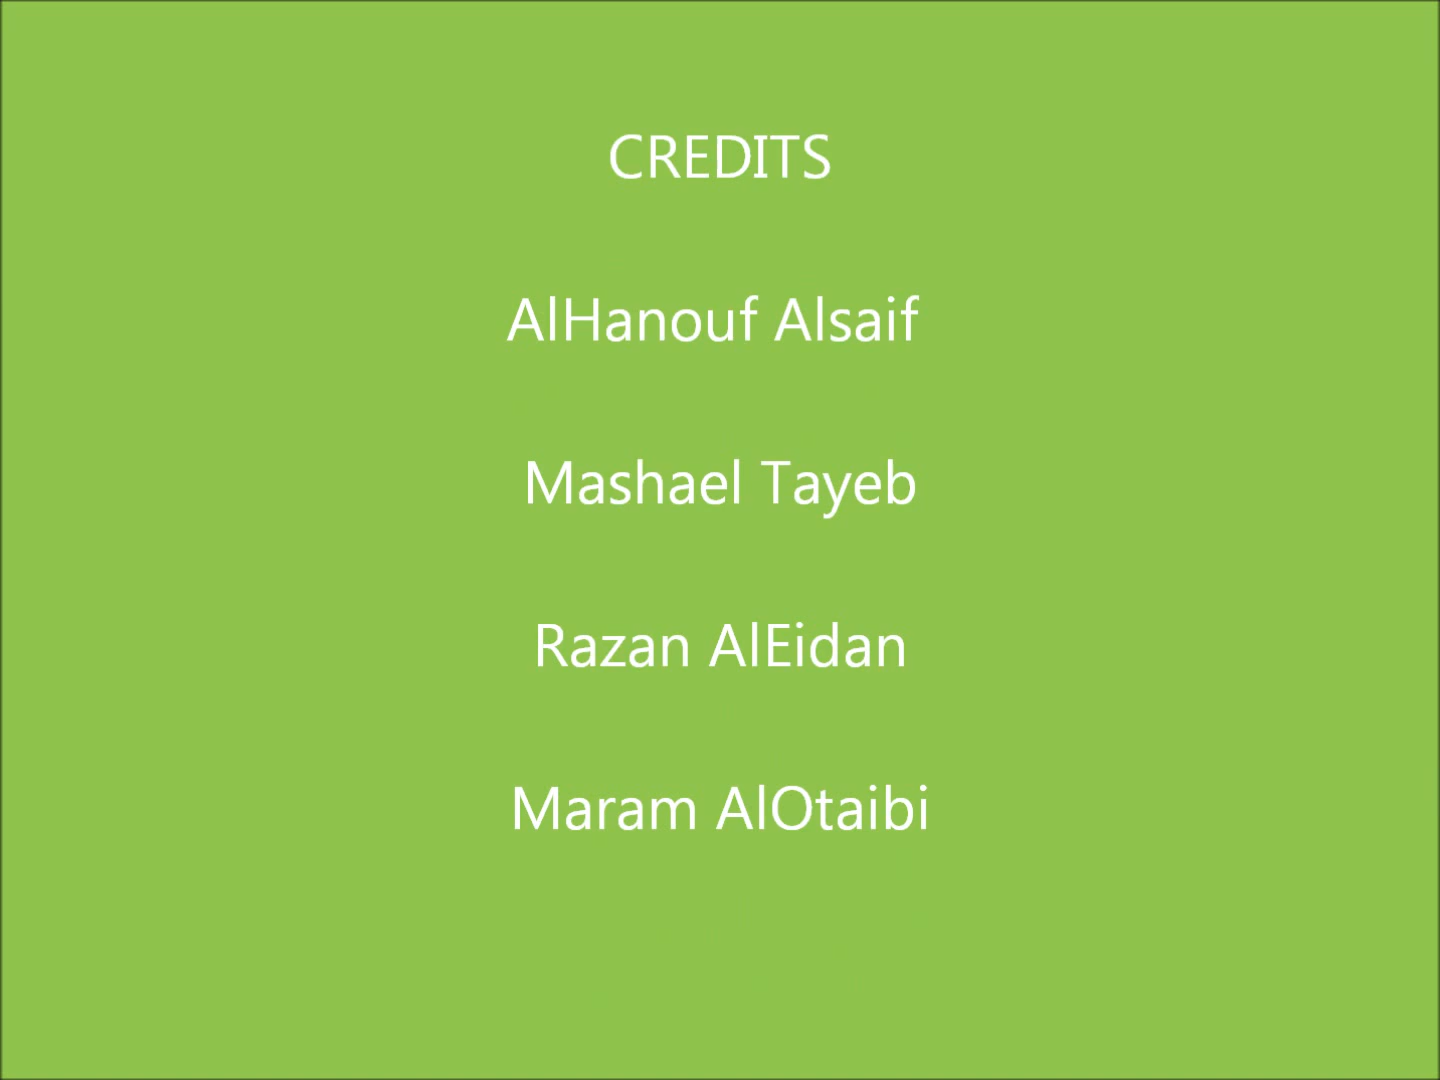 CREDITS
AlHanouf Alsaif
Mashael Tayeb
Razan AlEidan
Maram AlOtaibi